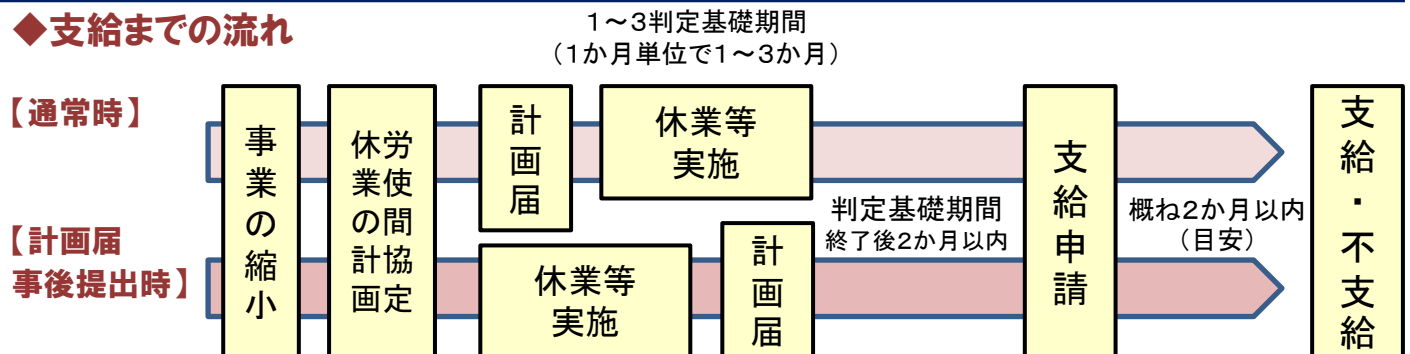 ◆支給までの流れ
1～3判定基礎期間
（1か月単位で1～3か月）
【通常時】
事業の縮小
労使間協定
休業の計画
計画届
休業等
実施
支給申請
支給・不支給
判定基礎期間
終了後2か月以内
概ね2か月以内
（目安）
【計画届
事後提出時】
休業等
実施
計画届